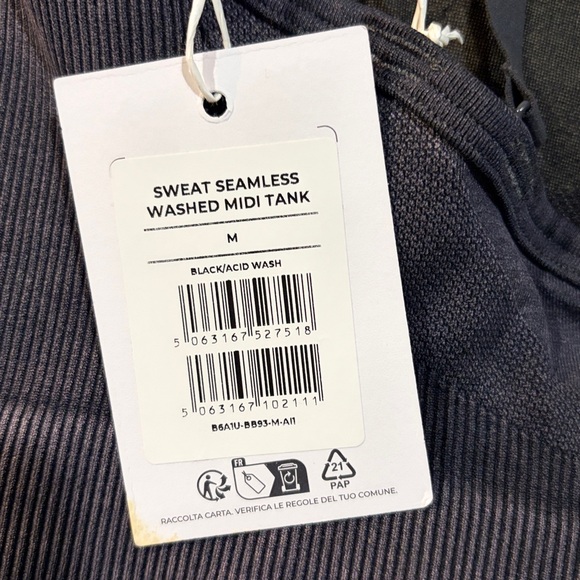 SWEAT SEAMLESS
WASHED MIDI TANK
M
BLACK/ACID WASH
5 063167 527518
5 063167 102111
B6A1U-BB93-M-AI1
FR
21
PAP
RACCOLTA CARTA. VERIFICA LE REGOLE DEL TUO COMUNE.